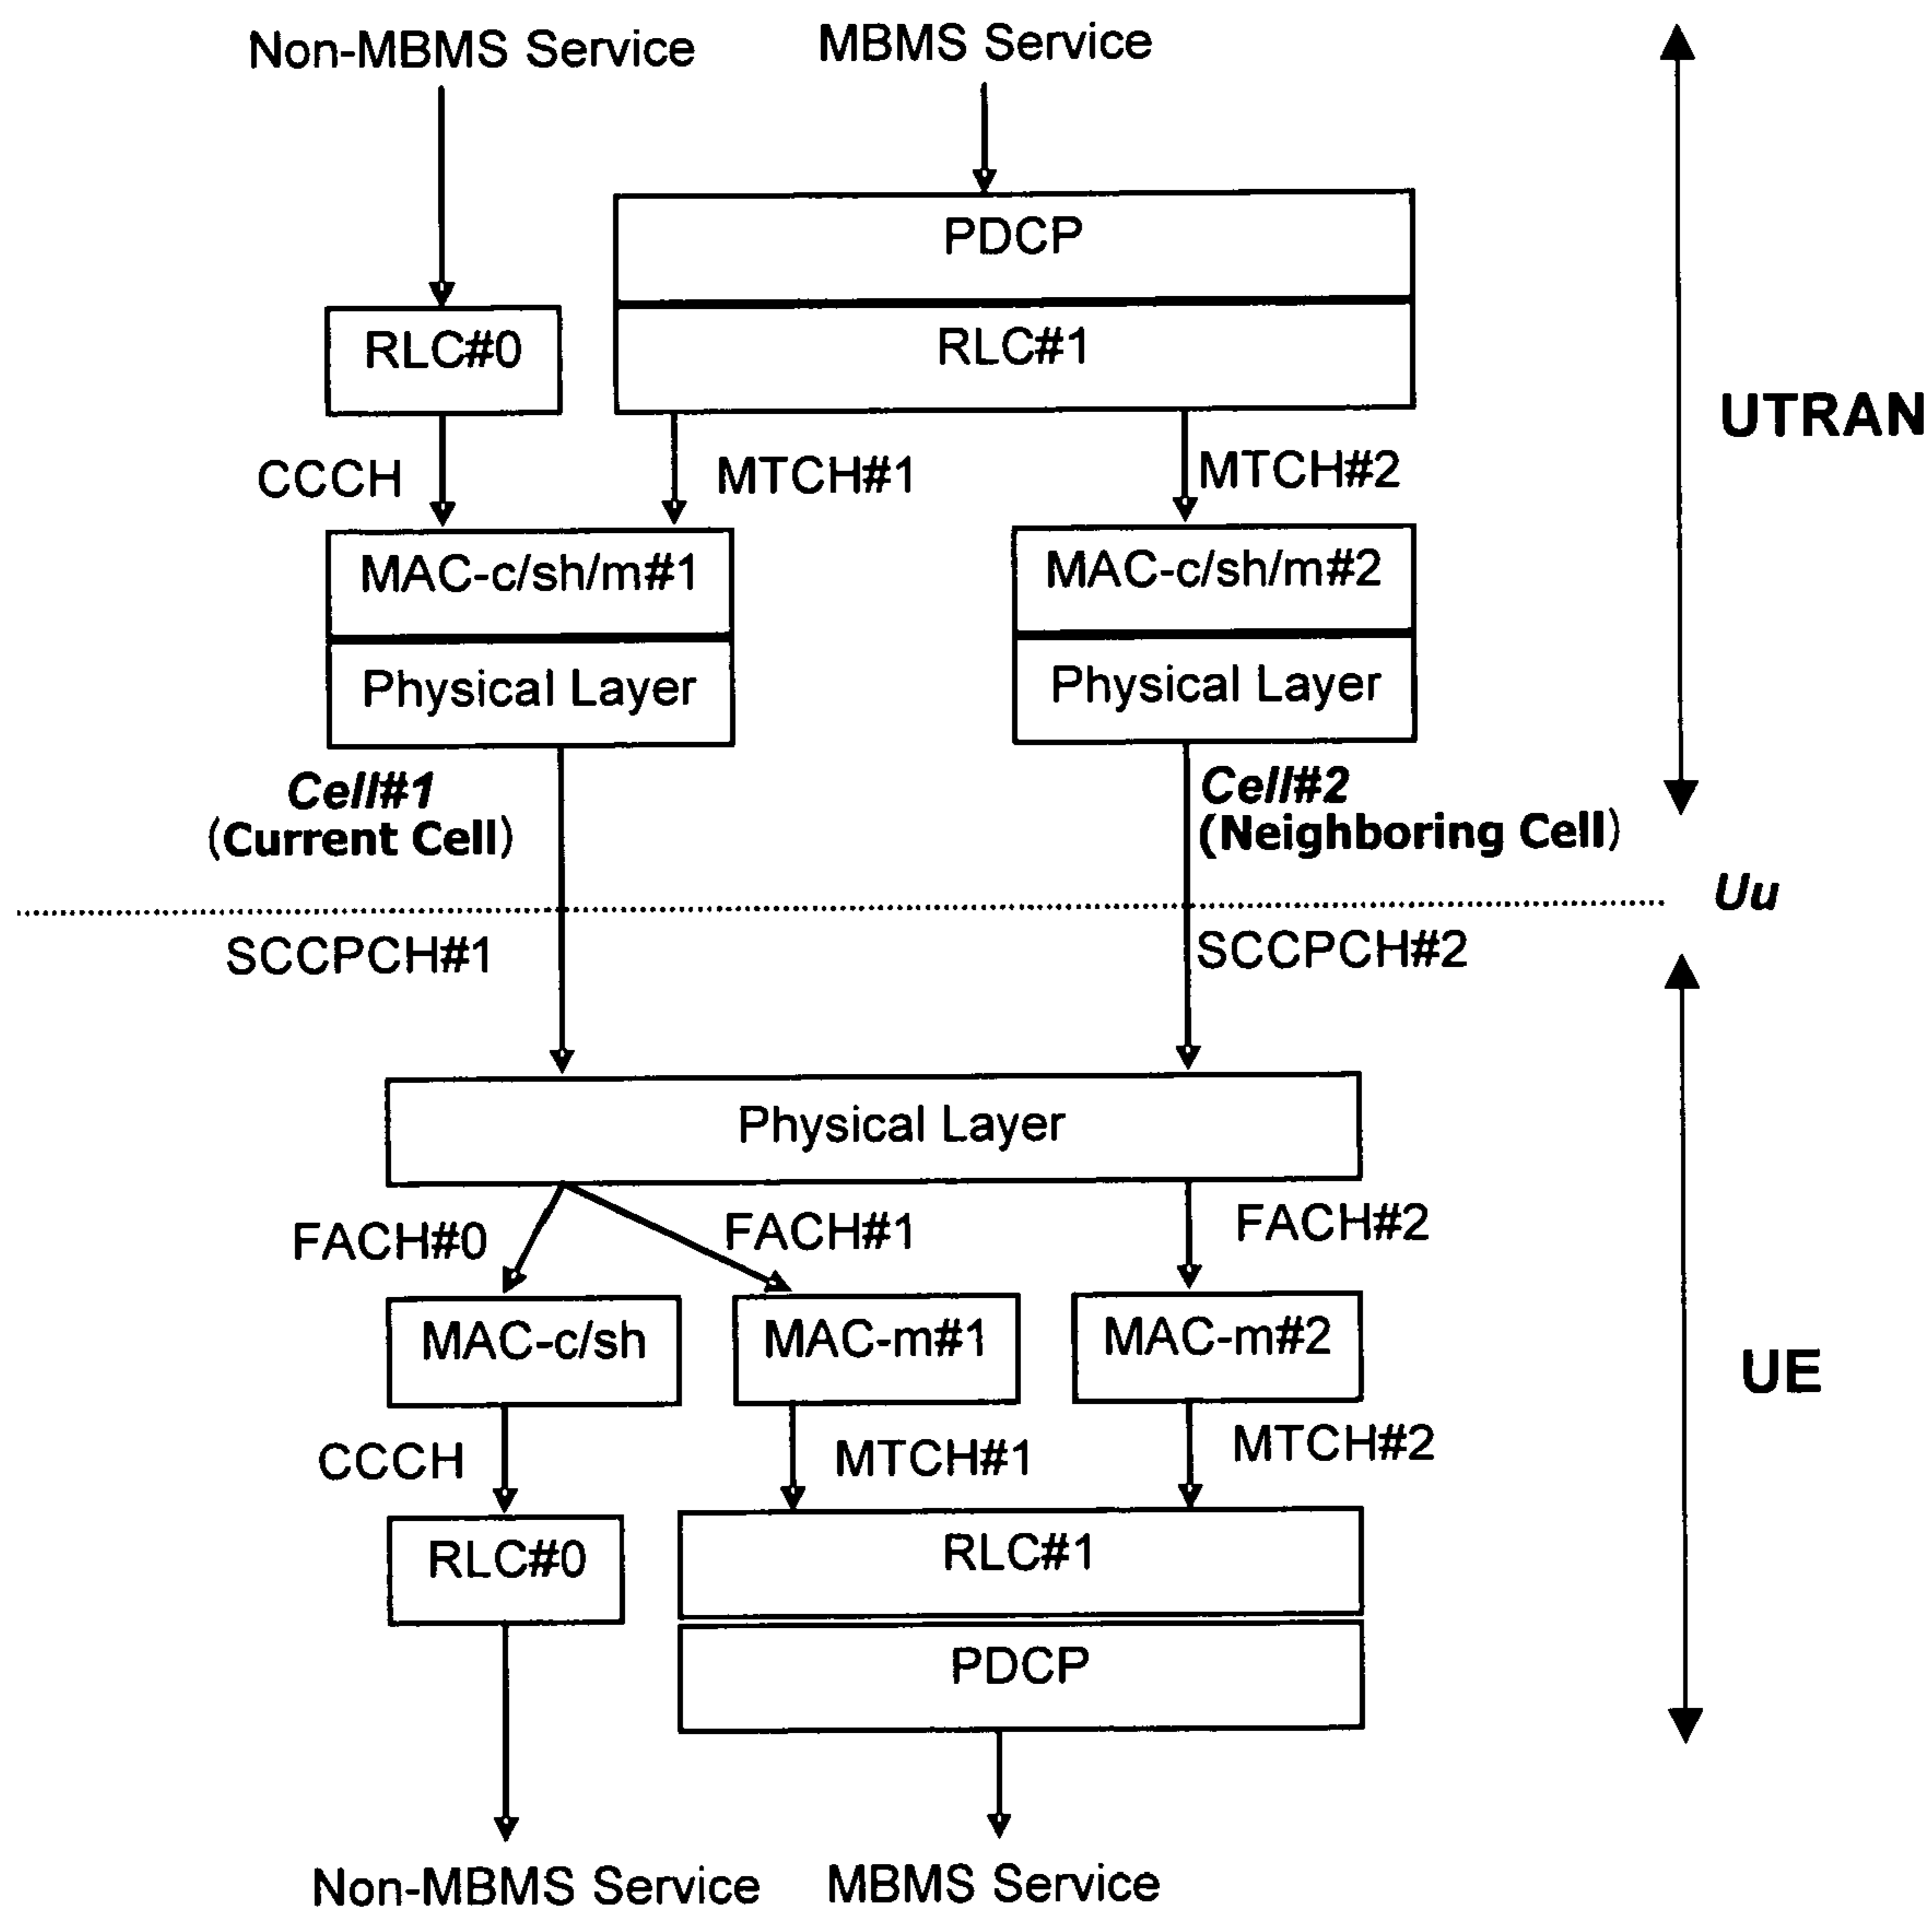 Non-MBMS Service
MBMS Service
PDCP
RLC#0
RLC#1
UTRAN
CCCH
MTCH#1
MTCH#2
MAC-c/sh/m#1
MAC-c/sh/m#2
Physical Layer
Physical Layer
Cell#1
(Current Cell)
Cell#2
(Neighboring Cell)
Uu
SCCPCH#1
SCCPCH#2
Physical Layer
FACH#0
FACH#1
FACH#2
MAC-c/sh
MAC-m#1
MAC-m#2
UE
CCCH
MTCH#1
MTCH#2
RLC#0
RLC#1
PDCP
Non-MBMS Service
MBMS Service